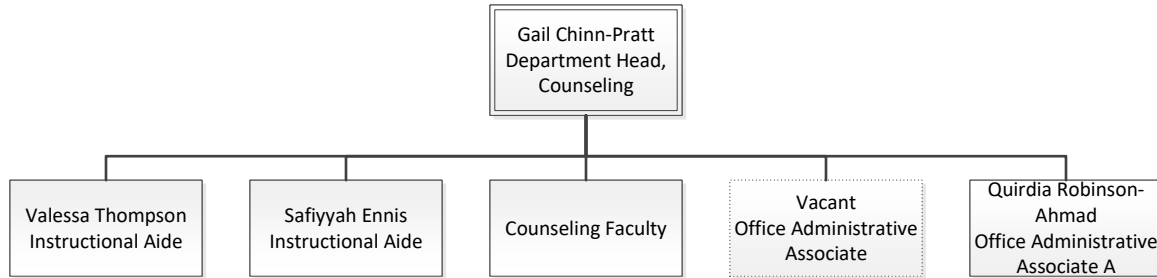 Gail Chinn-Pratt
Department Head,
Counseling
Valessa Thompson
Instructional Aide
Safiyyah Ennis
Instructional Aide
Counseling Faculty
Vacant
Office Administrative
Associate
Quirdia Robinson-
Ahmad
Office Administrative
Associate A